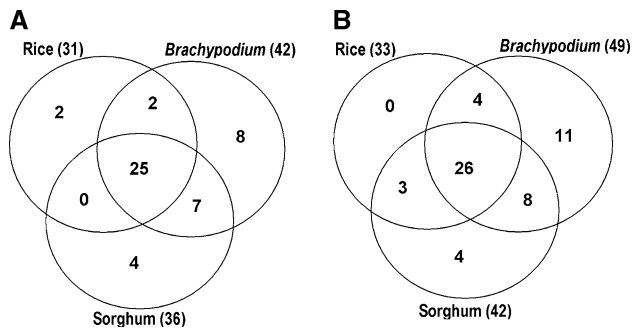 A
B
Rice (31)
Brachypodium (42)
Rice (33)
Brachypodium (49)
2
2
8
25
0
7
4
0
4
11
26
3
8
4
Sorghum (36)
Sorghum (42)